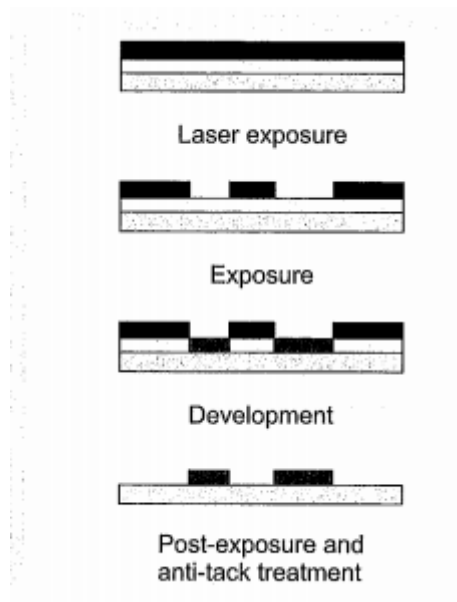 Laser exposure
Exposure
Development
Post-exposure and
anti-tack treatment